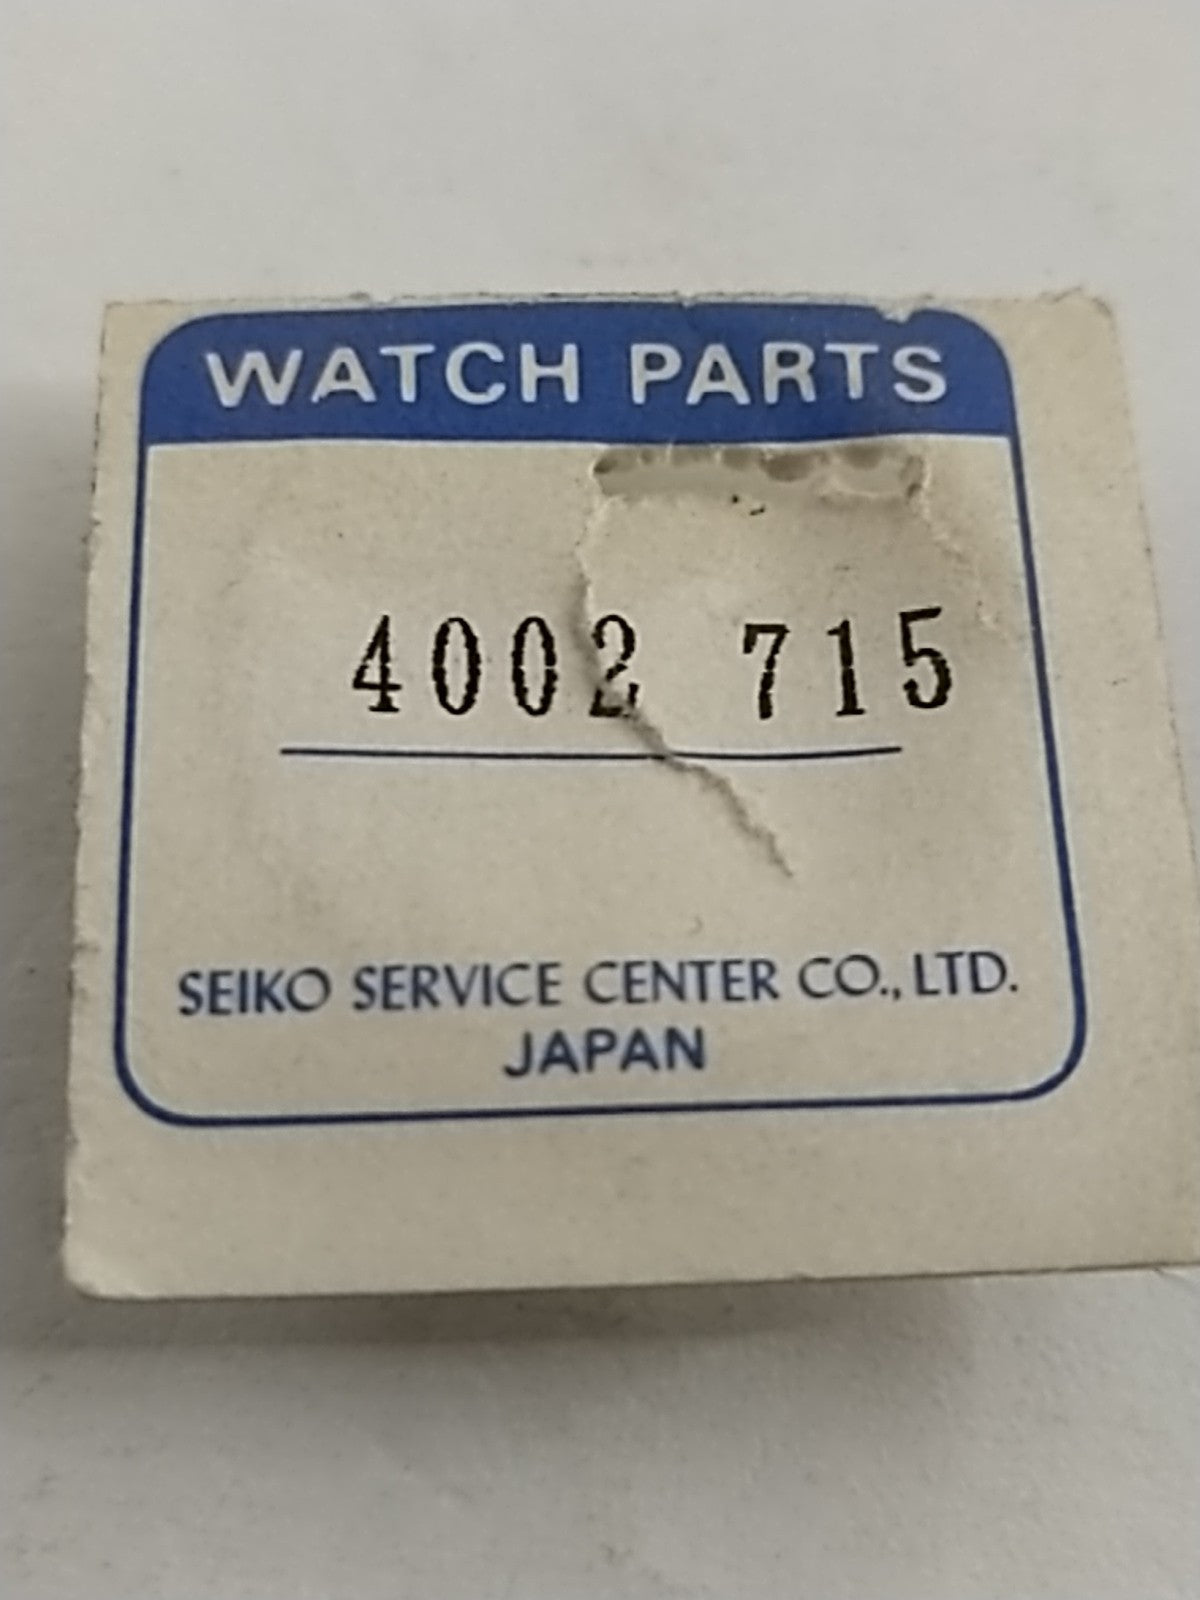 WATCH PARTS
4002 715
SEIKO SERVICE CENTER CO., LTD.
JAPAN